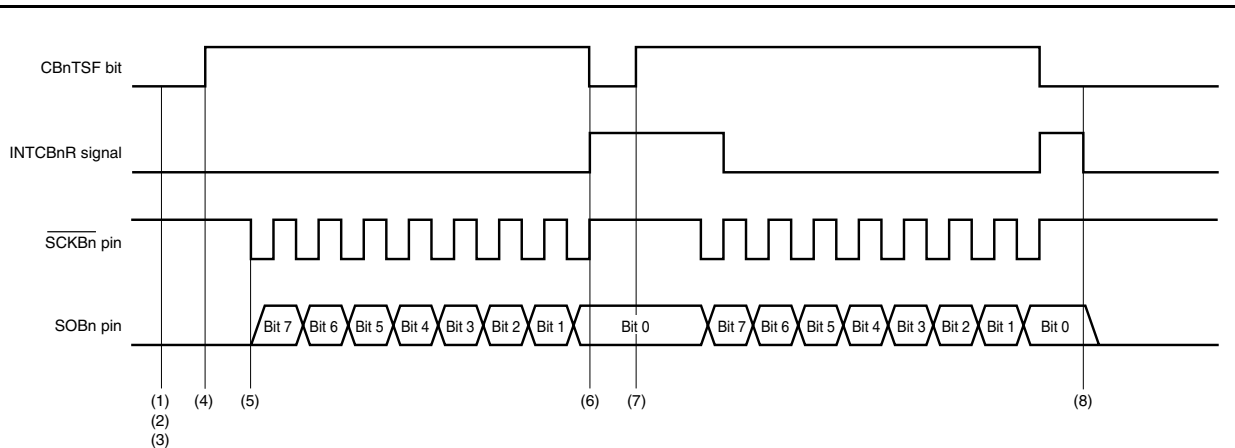 CBnTSF bit
INTCBnR signal
SCKBn pin
SOBn pin
Bit 7 Bit 6 Bit 5 Bit 4 Bit 3 Bit 2 Bit 1 Bit 0 Bit 7 Bit 6 Bit 5 Bit 4 Bit 3 Bit 2 Bit 1 Bit 0
(1) (4) (5) (6) (7) (8)
(2)
(3)